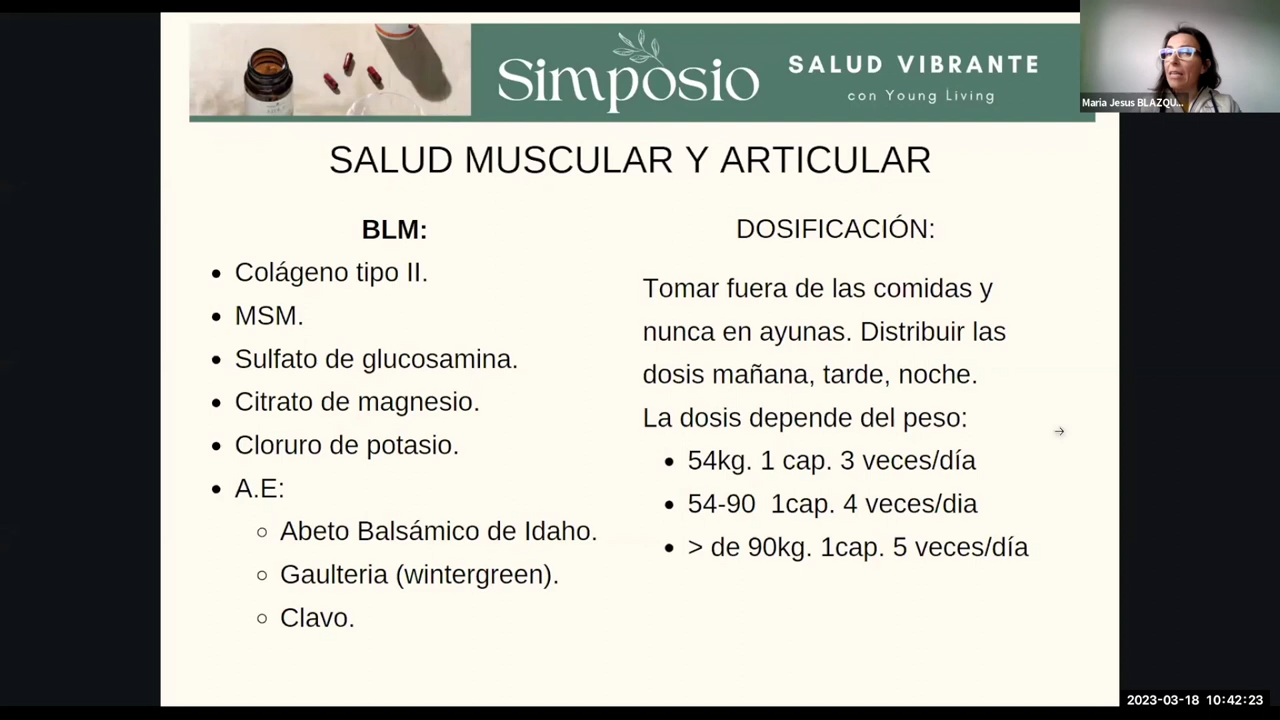 Simposio
SALUD VIBRANTE
con Young Living
Maria Jesus BLAZQU...
SALUD MUSCULAR Y ARTICULAR
BLM:
Colágeno tipo II.
MSM.
Sulfato de glucosamina.
Citrato de magnesio.
Cloruro de potasio.
A.E:
Abeto Balsámico de Idaho.
Gaulteria (wintergreen).
Clavo.
DOSIFICACIÓN:
Tomar fuera de las comidas y
nunca en ayunas. Distribuir las
dosis mañana, tarde, noche.
La dosis depende del peso:
54kg. 1 cap. 3 veces/día
54-90  1cap. 4 veces/dia
> de 90kg. 1cap. 5 veces/día
2023-03-18 10:42:23